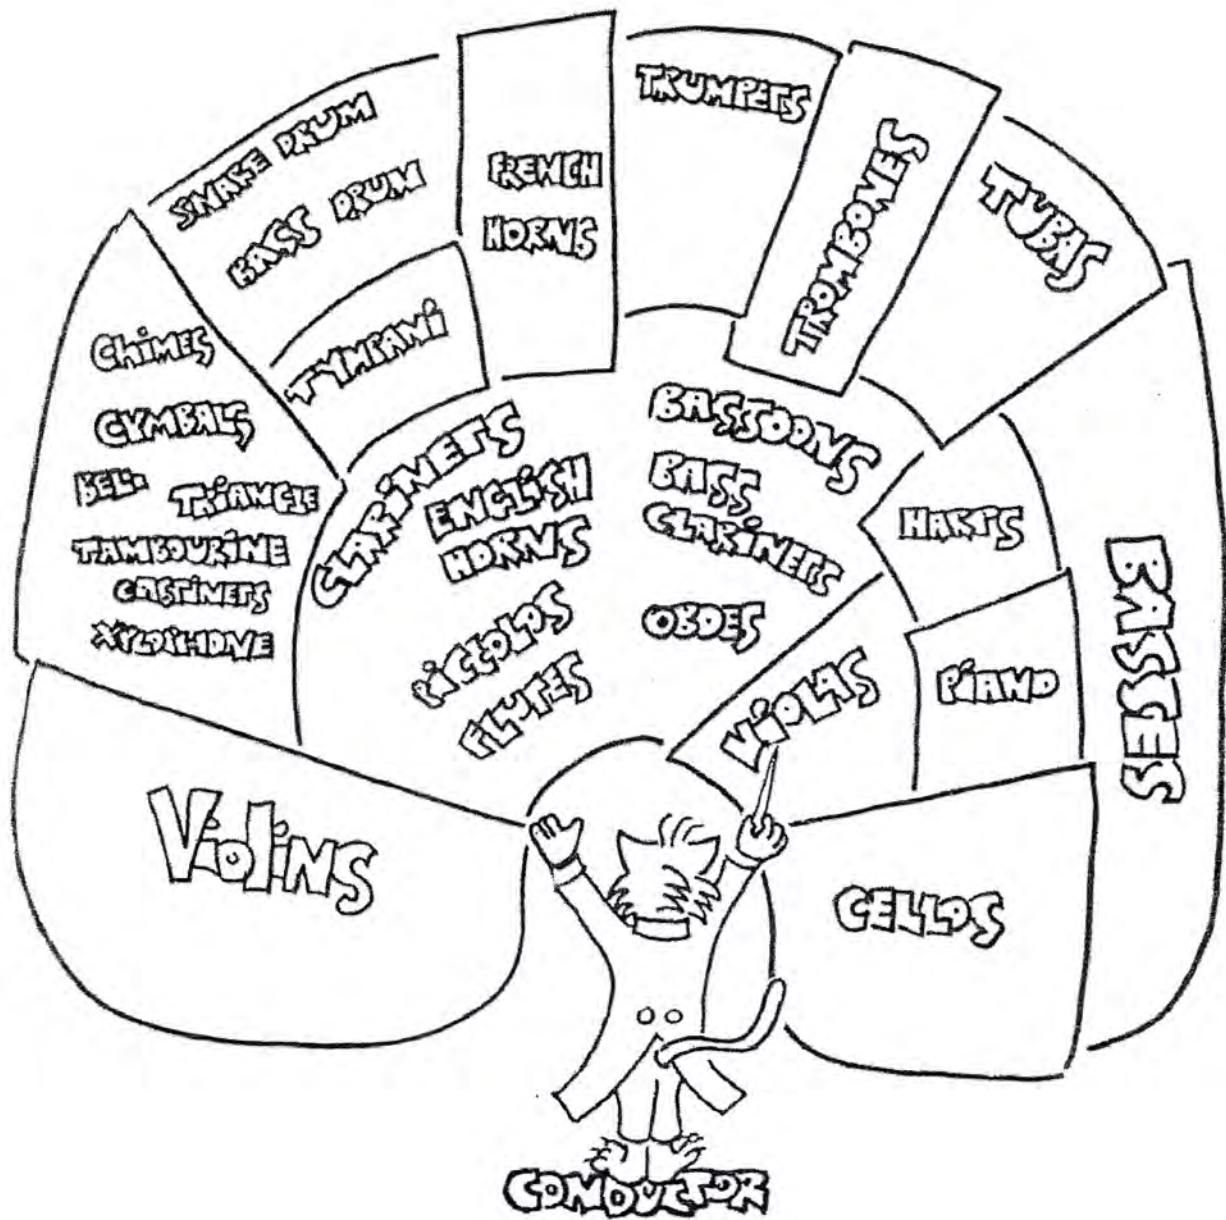 TRUMPETS
SNARE DRUM
BASS DRUM
FRENCH
HORNS
TROMBONES
TUBAS
TYMPANI
CHiMES
CYMBALS
BELL
TRiANGLE
TAMBOURiNE
CASTINETS
XYLOPHONE
CLARiNETS
ENGLiSH
HORNS
PiCCOLOS
FLUTES
BASSOONS
BASS
CLARiNETS
OBOES
HARPS
PiANO
ViOLAS
BASSES
VioliNS
CELLOS
CONDUCTOR